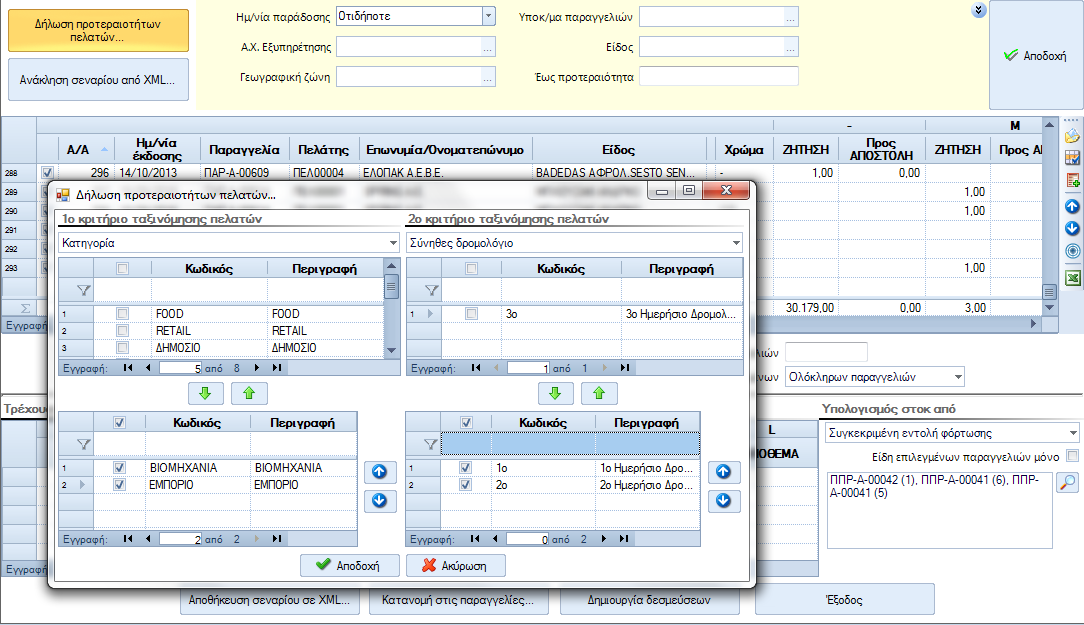 Δήλωση προτεραιοτήτων πελατών...
Ανάκληση σεναρίου από XML...
Ημ/νία παράδοσης Οτιδήποτε Υποκ/μα παραγγελιών ...
Α.Χ. Εξυπηρέτησης ... Είδος ...
Γεωγραφική ζώνη ... Έως προτεραιότητα
Αποδοχή
- M
Α/Α Ημ/νία έκδοσης Παραγγελία Πελάτης Επωνυμία/Ονοματεπώνυμο Είδος Χρώμα ΖΗΤΗΣΗ Προς ΑΠΟΣΤΟΛΗ ΖΗΤΗΣΗ Προς ΑΙ
288 296 14/10/2013 ΠΑΡ-Α-00609 ΠΕΛ00004 ΕΛΟΠΑΚ Α.Ε.Β.Ε. BADEDAS ΑΦΡΟΛ.SESTO SEN... - 1,00 0,00
289 1,00
290 1,00
291
292
293 1,00
Σ 30.179,00 0,00 3,00
Εγγραφή
Δήλωση προτεραιοτήτων πελατών...
1ο κριτήριο ταξινόμησης πελατών
Κατηγορία
Κωδικός Περιγραφή
1 FOOD FOOD
2 RETAIL RETAIL
3 ΔΗΜΟΣΙΟ ΔΗΜΟΣΙΟ
Εγγραφή: 5 από 8
2ο κριτήριο ταξινόμησης πελατών
Σύνηθες δρομολόγιο
Κωδικός Περιγραφή
1 3ο 3ο Ημερήσιο Δρομολ...
Εγγραφή: 1 από 1
Κωδικός Περιγραφή
1 ΒΙΟΜΗΧΑΝΙΑ ΒΙΟΜΗΧΑΝΙΑ
2 ΕΜΠΟΡΙΟ ΕΜΠΟΡΙΟ
Εγγραφή: 2 από 2
Κωδικός Περιγραφή
1 1ο 1ο Ημερήσιο Δρο...
2 2ο 2ο Ημερήσιο Δρο...
Εγγραφή: 0 από 2
Αποδοχή Ακύρωση
λιών
νων Ολόκληρων παραγγελιών
Τρέχου
L
ΘΕΜΑ
Εγγραφή
Υπολογισμός στοκ από
Συγκεκριμένη εντολή φόρτωσης
Είδη επιλεγμένων παραγγελιών μόνο
ΠΠΡ-Α-00042 (1), ΠΠΡ-Α-00041 (6), ΠΠΡ-
Α-00041 (5)
Αποθήκευση σεναρίου σε XML... Κατανομή στις παραγγελίες... Δημιουργία δεσμεύσεων Έξοδος